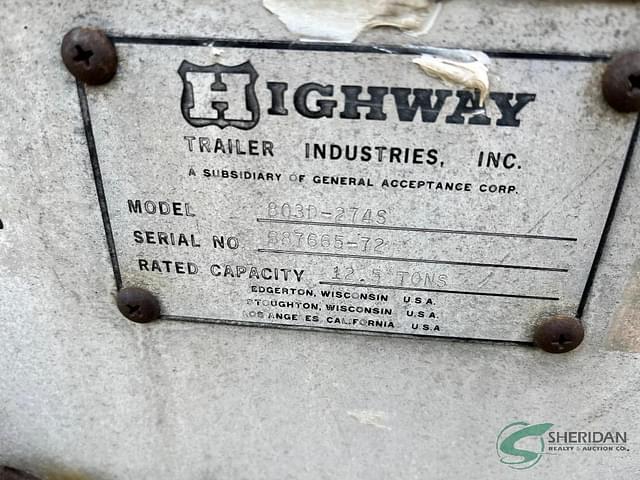 HIGHWAY
TRAILER INDUSTRIES, INC.
A SUBSIDIARY OF GENERAL ACCEPTANCE CORP.
MODEL 803D-274S
SERIAL NO 587665-72
RATED CAPACITY 12.5 TONS
EDGERTON, WISCONSIN U.S.A.
STOUGHTON, WISCONSIN U.S.A.
LOS ANGELES, CALIFORNIA U.S.A
SHERIDAN
REALTY & AUCTION CO.